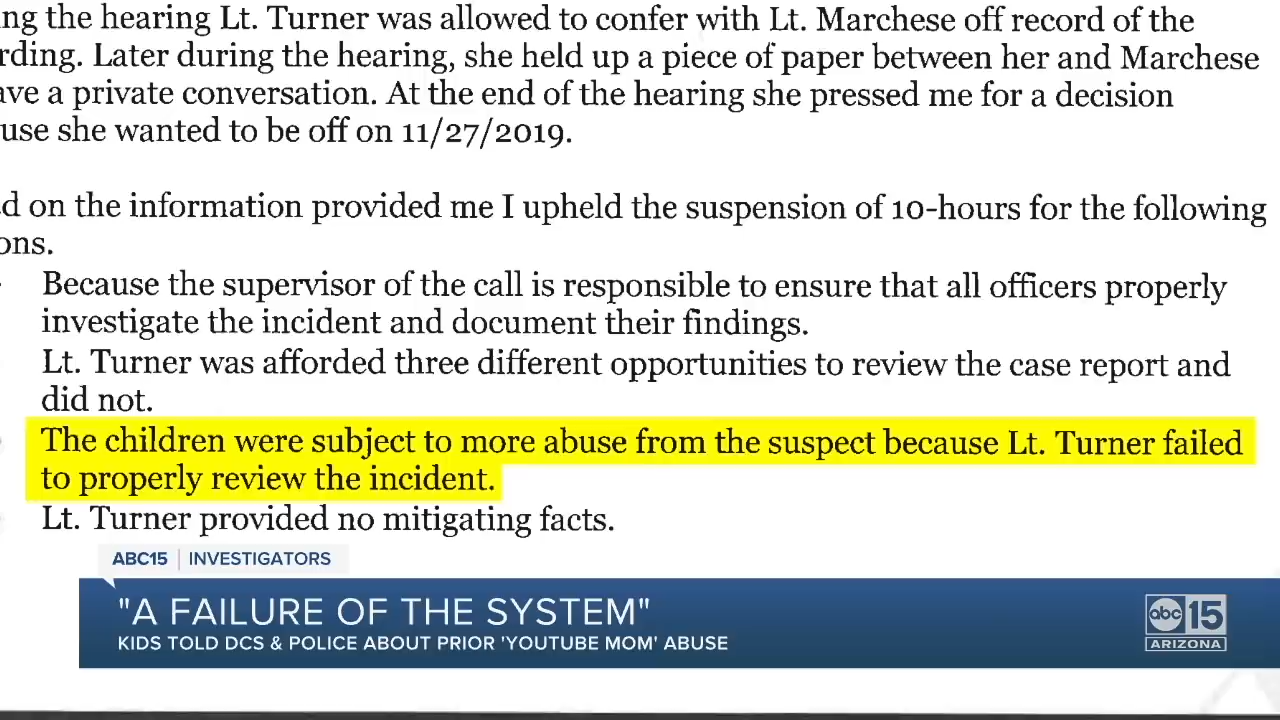 ng the hearing Lt. Turner was allowed to confer with Lt. Marchese off record of the
rding. Later during the hearing, she held up a piece of paper between her and Marchese
ave a private conversation. At the end of the hearing she pressed me for a decision
use she wanted to be off on 11/27/2019.
d on the information provided me I upheld the suspension of 10-hours for the following
ons.
Because the supervisor of the call is responsible to ensure that all officers properly
investigate the incident and document their findings.
Lt. Turner was afforded three different opportunities to review the case report and
did not.
The children were subject to more abuse from the suspect because Lt. Turner failed
to properly review the incident.
Lt. Turner provided no mitigating facts.
ABC15 | INVESTIGATORS
"A FAILURE OF THE SYSTEM"
KIDS TOLD DCS & POLICE ABOUT PRIOR 'YOUTUBE MOM' ABUSE
abc 15
ARIZONA